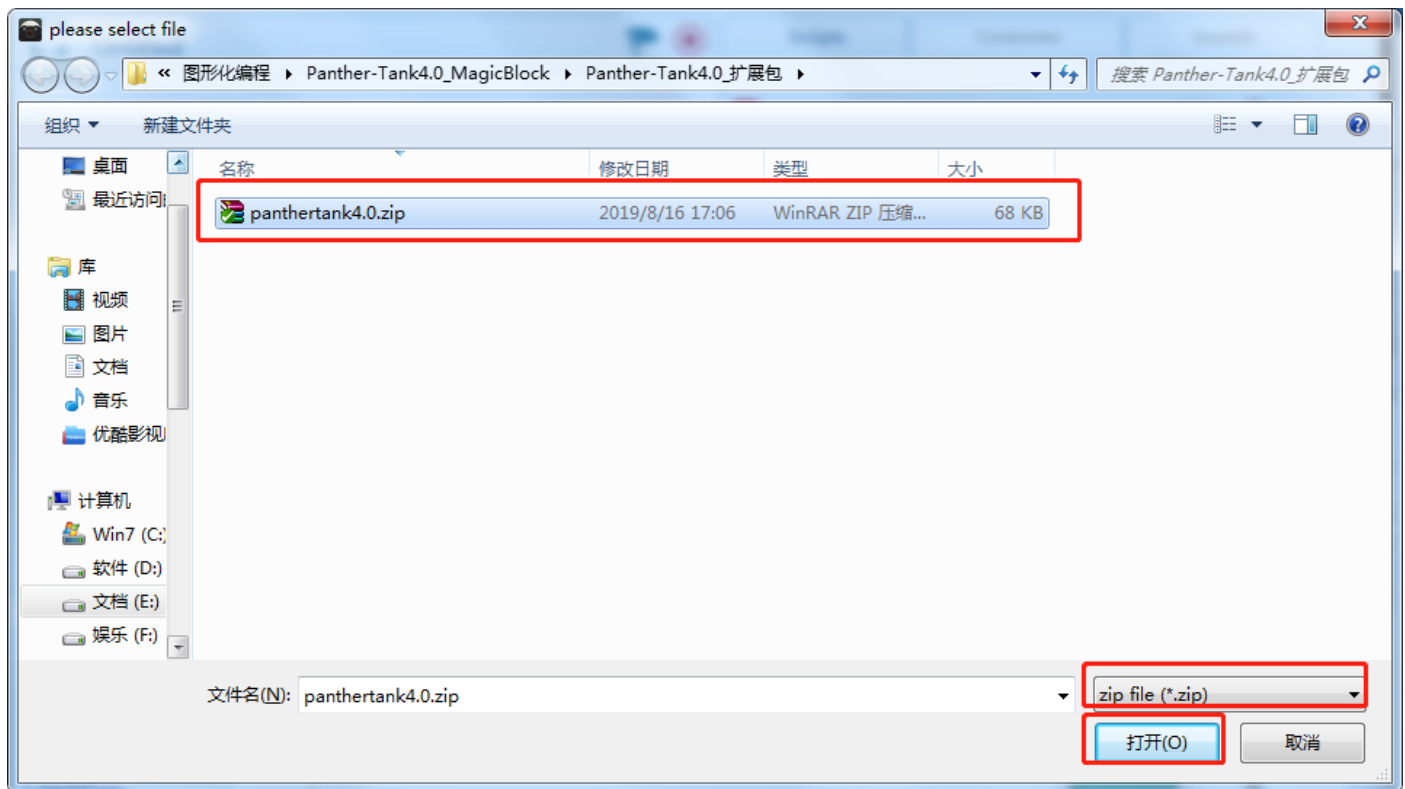 please select file
« 图形化编程 ▸ Panther-Tank4.0_MagicBlock ▸ Panther-Tank4.0_扩展包 ▸ 搜索 Panther-Tank4.0_扩展包
组织 新建文件夹
名称 修改日期 类型 大小
panthertank4.0.zip 2019/8/16 17:06 WinRAR ZIP 压缩... 68 KB
桌面
最近访问
库
视频
图片
文档
音乐
优酷影视
计算机
Win7 (C:)
软件 (D:)
文档 (E:)
娱乐 (F:)
文件名(N): panthertank4.0.zip zip file (*.zip)
打开(O) 取消